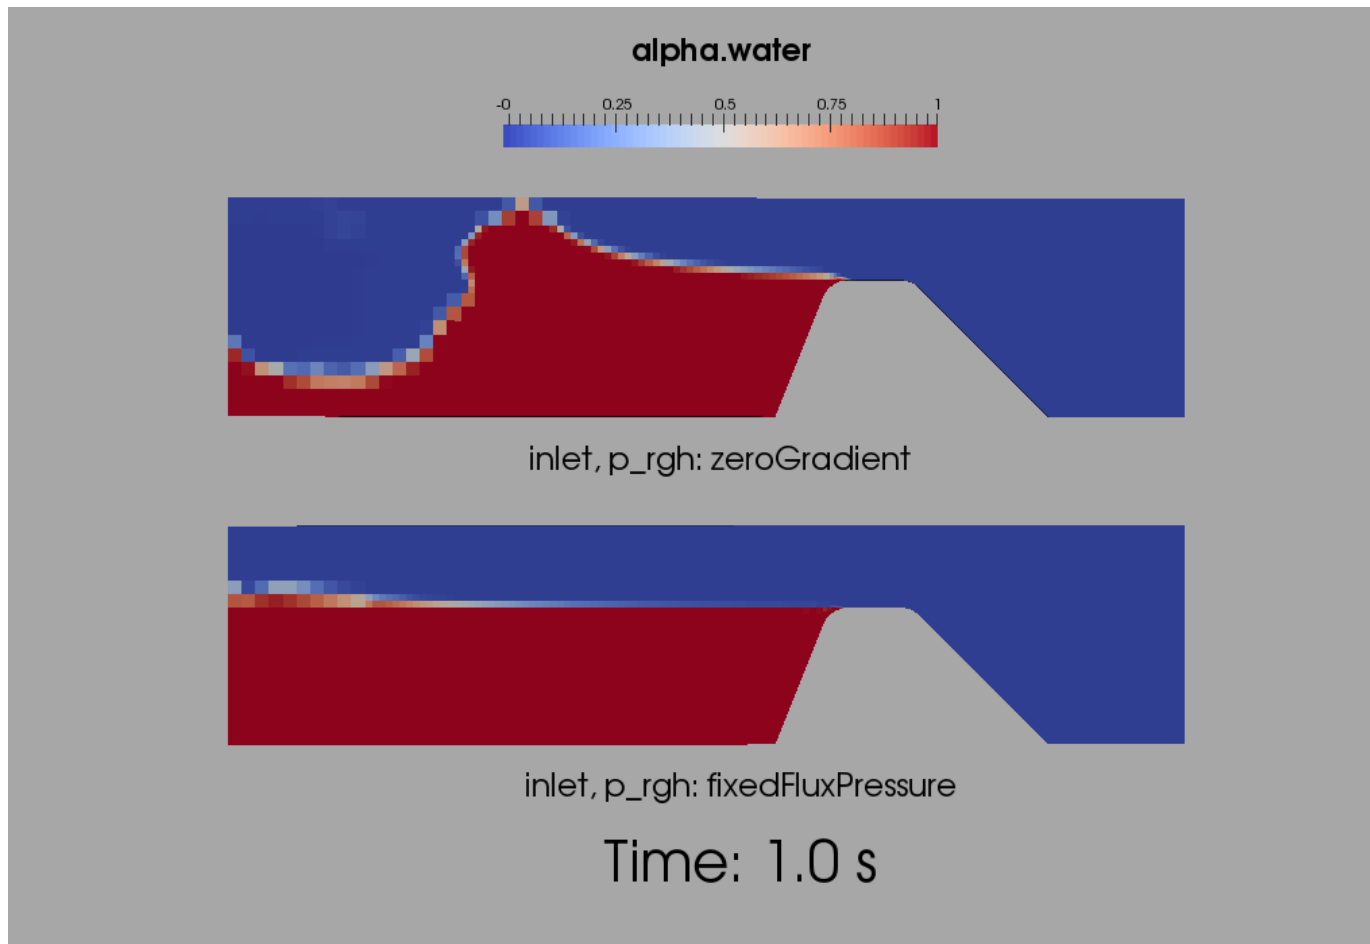 alpha.water
-0 0.25 0.5 0.75 1
inlet, p_rgh: zeroGradient
inlet, p_rgh: fixedFluxPressure
Time: 1.0 s